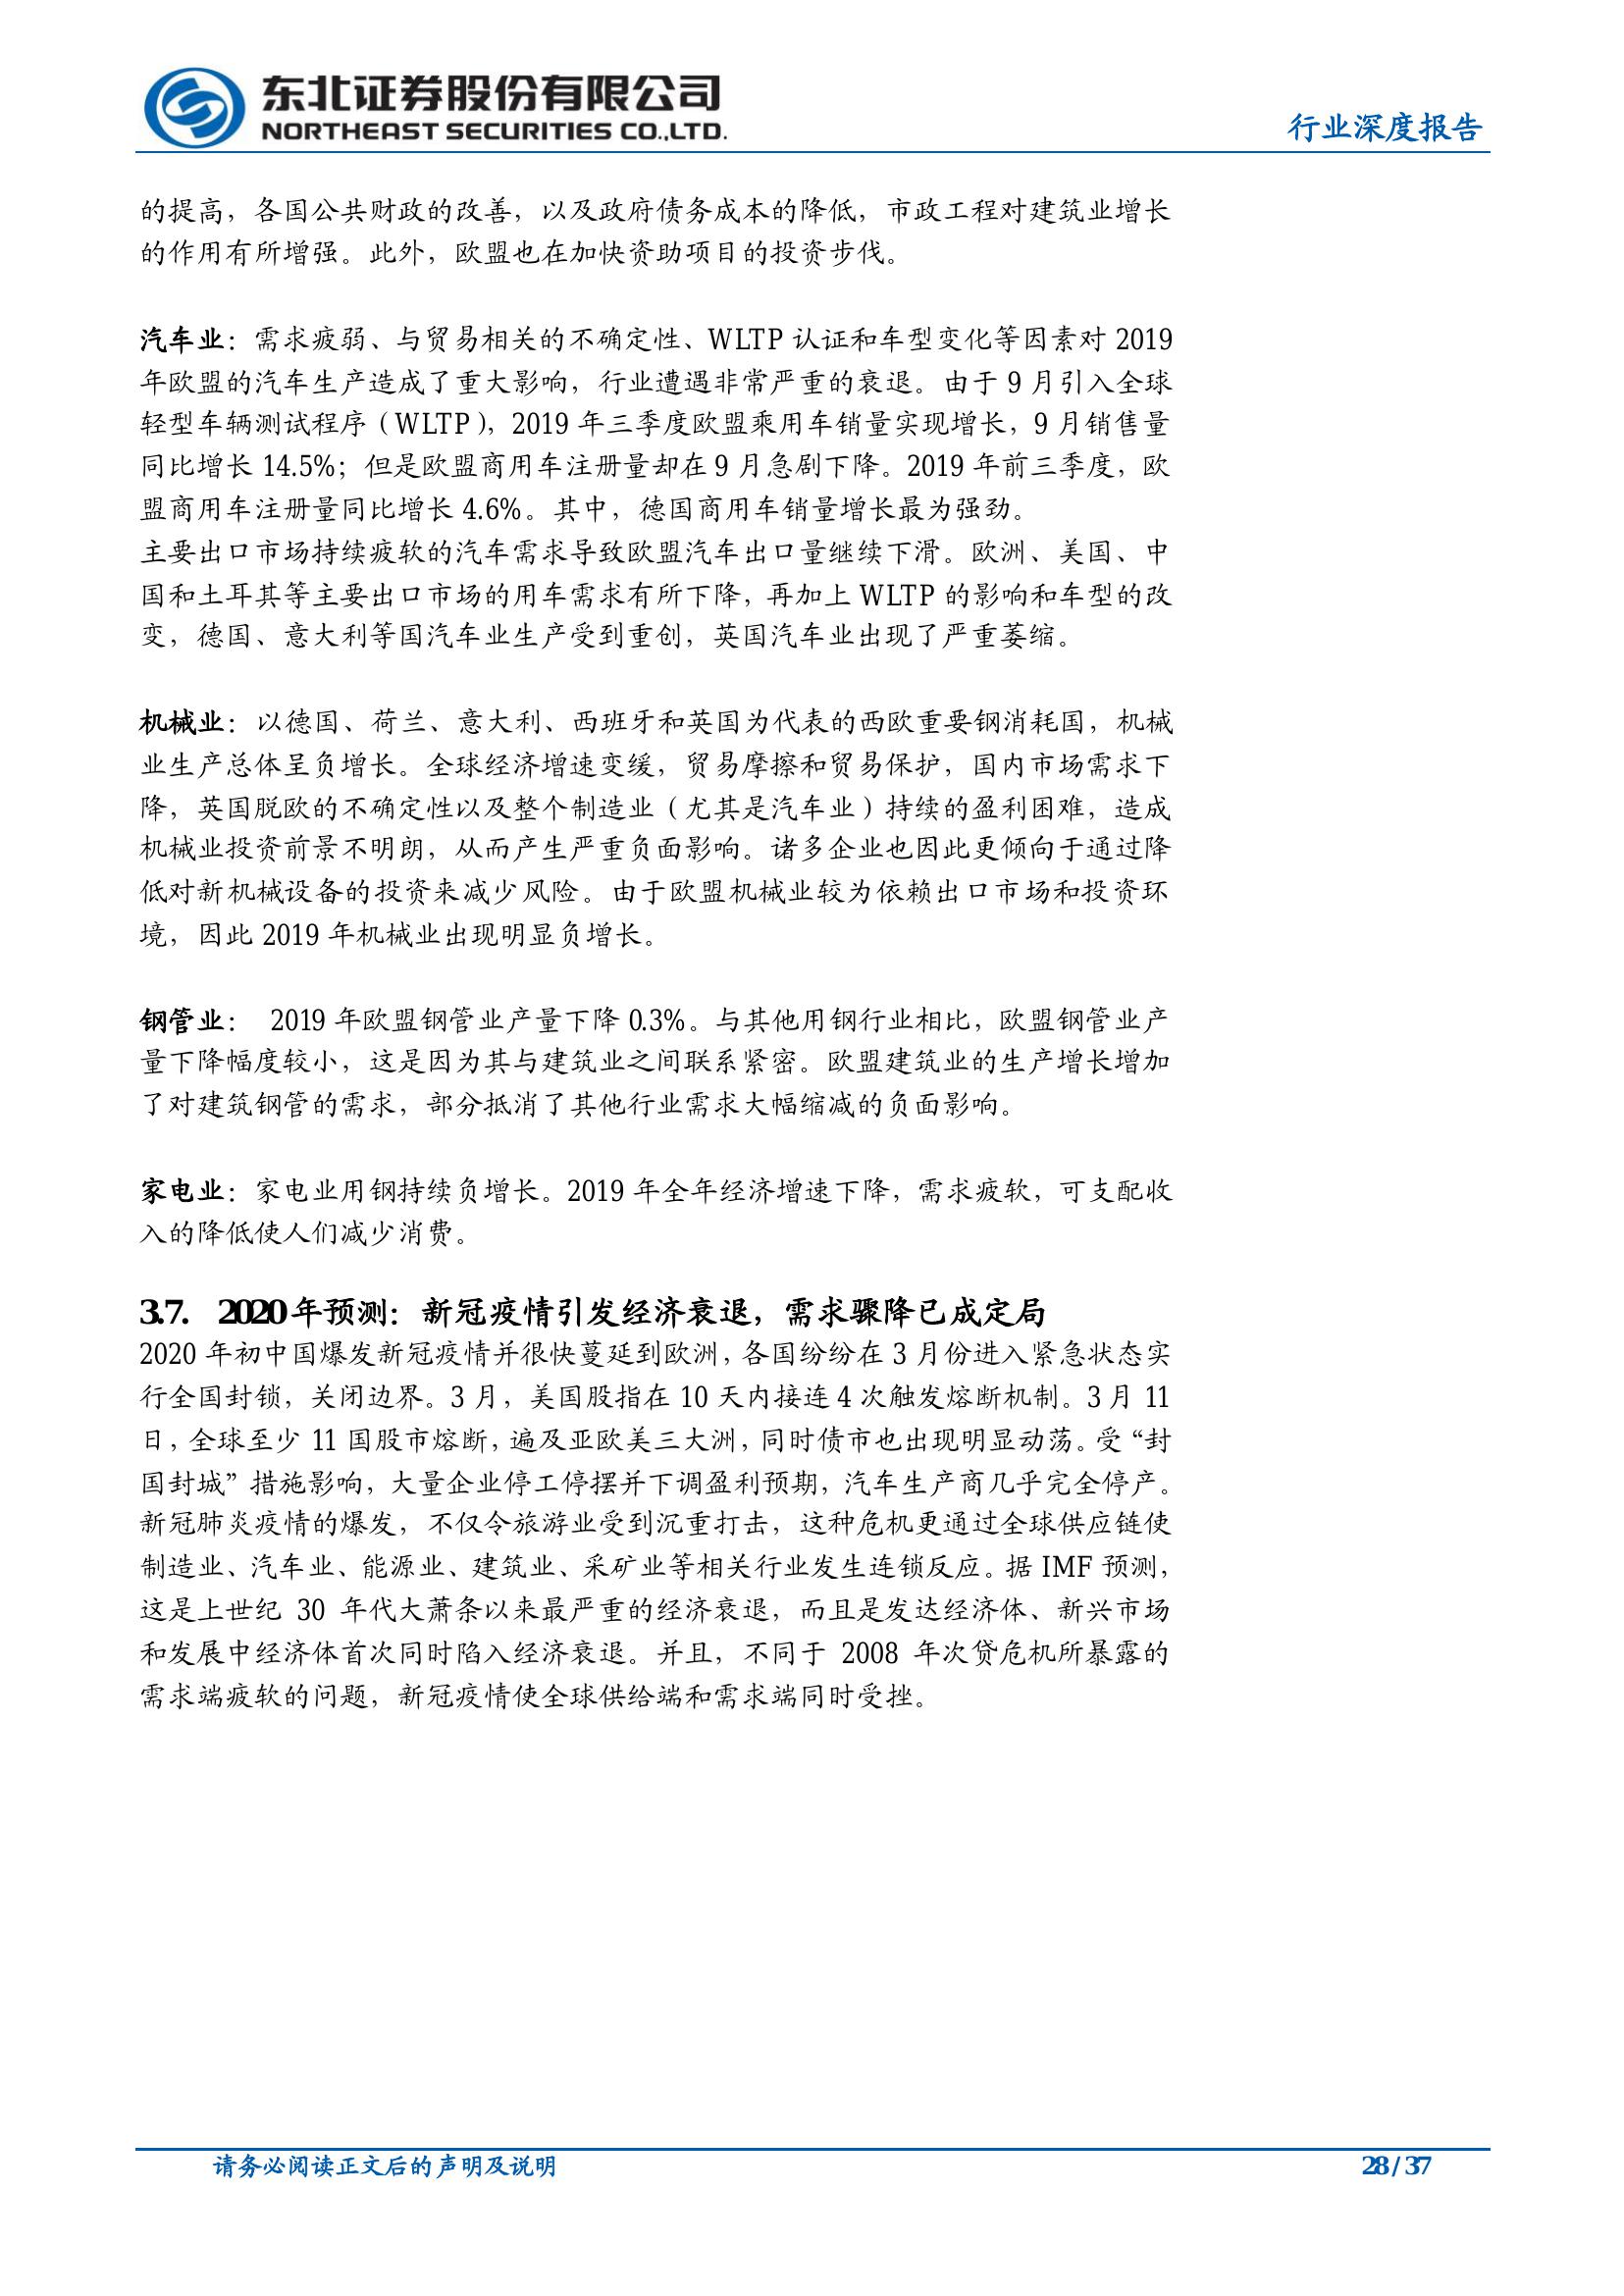 东北证券股份有限公司
NORTHEAST SECURITIES CO.,LTD.
行业深度报告
的提高，各国公共财政的改善，以及政府债务成本的降低，市政工程对建筑业增长
的作用有所增强。此外，欧盟也在加快资助项目的投资步伐。
汽车业：需求疲弱、与贸易相关的不确定性、WLTP 认证和车型变化等因素对 2019
年欧盟的汽车生产造成了重大影响，行业遭遇非常严重的衰退。由于 9 月引入全球
轻型车辆测试程序（WLTP），2019 年三季度欧盟乘用车销量实现增长，9 月销售量
同比增长 14.5%；但是欧盟商用车注册量却在 9 月急剧下降。2019 年前三季度，欧
盟商用车注册量同比增长 4.6%。其中，德国商用车销量增长最为强劲。
主要出口市场持续疲软的汽车需求导致欧盟汽车出口量继续下滑。欧洲、美国、中
国和土耳其等主要出口市场的用车需求有所下降，再加上 WLTP 的影响和车型的改
变，德国、意大利等国汽车业生产受到重创，英国汽车业出现了严重萎缩。
机械业：以德国、荷兰、意大利、西班牙和英国为代表的西欧重要钢消耗国，机械
业生产总体呈负增长。全球经济增速变缓，贸易摩擦和贸易保护，国内市场需求下
降，英国脱欧的不确定性以及整个制造业（尤其是汽车业）持续的盈利困难，造成
机械业投资前景不明朗，从而产生严重负面影响。诸多企业也因此更倾向于通过降
低对新机械设备的投资来减少风险。由于欧盟机械业较为依赖出口市场和投资环
境，因此 2019 年机械业出现明显负增长。
钢管业： 2019 年欧盟钢管业产量下降 0.3%。与其他用钢行业相比，欧盟钢管业产
量下降幅度较小，这是因为其与建筑业之间联系紧密。欧盟建筑业的生产增长增加
了对建筑钢管的需求，部分抵消了其他行业需求大幅缩减的负面影响。
家电业：家电业用钢持续负增长。2019 年全年经济增速下降，需求疲软，可支配收
入的降低使人们减少消费。
3.7. 2020 年预测：新冠疫情引发经济衰退，需求骤降已成定局
2020 年初中国爆发新冠疫情并很快蔓延到欧洲，各国纷纷在 3 月份进入紧急状态实
行全国封锁，关闭边界。3 月，美国股指在 10 天内接连 4 次触发熔断机制。3 月 11
日，全球至少 11 国股市熔断，遍及亚欧美三大洲，同时债市也出现明显动荡。受“封
国封城”措施影响，大量企业停工停摆并下调盈利预期，汽车生产商几乎完全停产。
新冠肺炎疫情的爆发，不仅令旅游业受到沉重打击，这种危机更通过全球供应链使
制造业、汽车业、能源业、建筑业、采矿业等相关行业发生连锁反应。据 IMF 预测，
这是上世纪 30 年代大萧条以来最严重的经济衰退，而且是发达经济体、新兴市场
和发展中经济体首次同时陷入经济衰退。并且，不同于 2008 年次贷危机所暴露的
需求端疲软的问题，新冠疫情使全球供给端和需求端同时受挫。
请务必阅读正文后的声明及说明
28 / 37